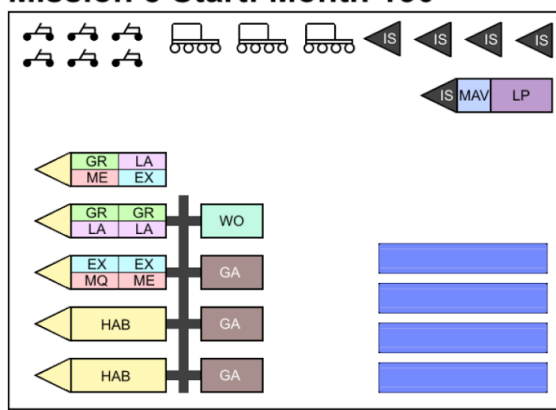 IS IS IS IS
IS MAV LP
GR LA
ME EX
GR GR
LA LA
WO
EX EX
MQ ME
GA
HAB
GA
HAB
GA